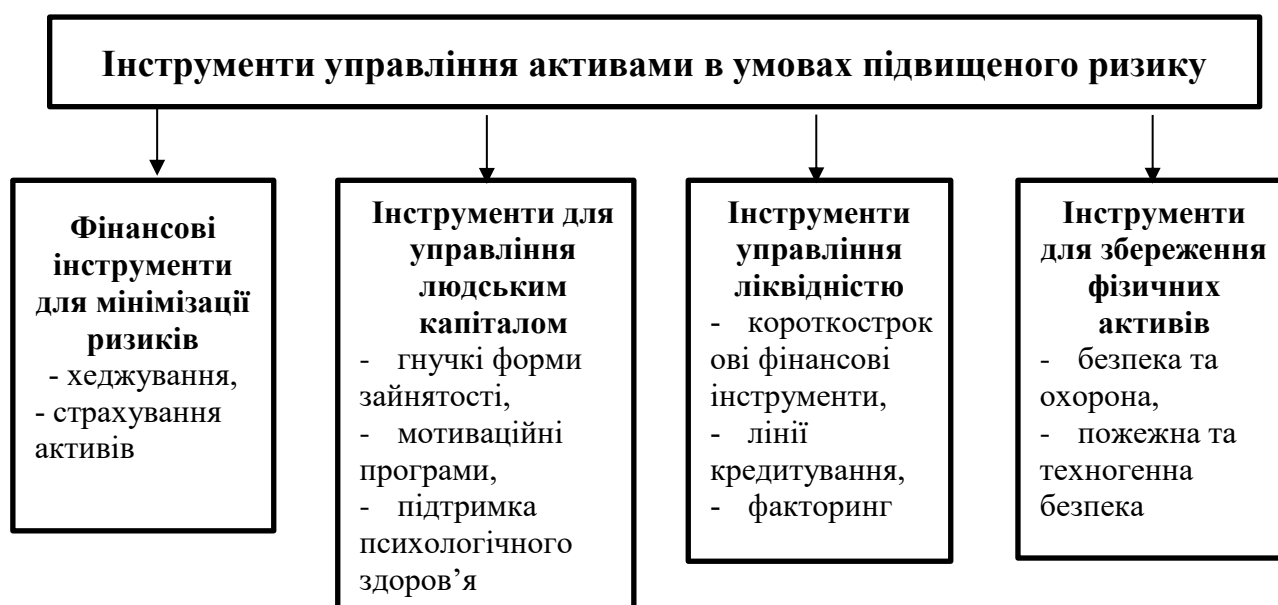 Інструменти управління активами в умовах підвищеного ризику
Фінансові
інструменти
для мінімізації
ризиків
- хеджування,
- страхування
активів
Інструменти для
управління
людським
капіталом
- гнучкі форми
зайнятості,
- мотиваційні
програми,
- підтримка
психологічного
здоров’я
Інструменти
управління
ліквідністю
- короткострок
ові фінансові
інструменти,
- лінії
кредитування,
- факторинг
Інструменти
для збереження
фізичних
активів
- безпека та
охорона,
- пожежна та
техногенна
безпека